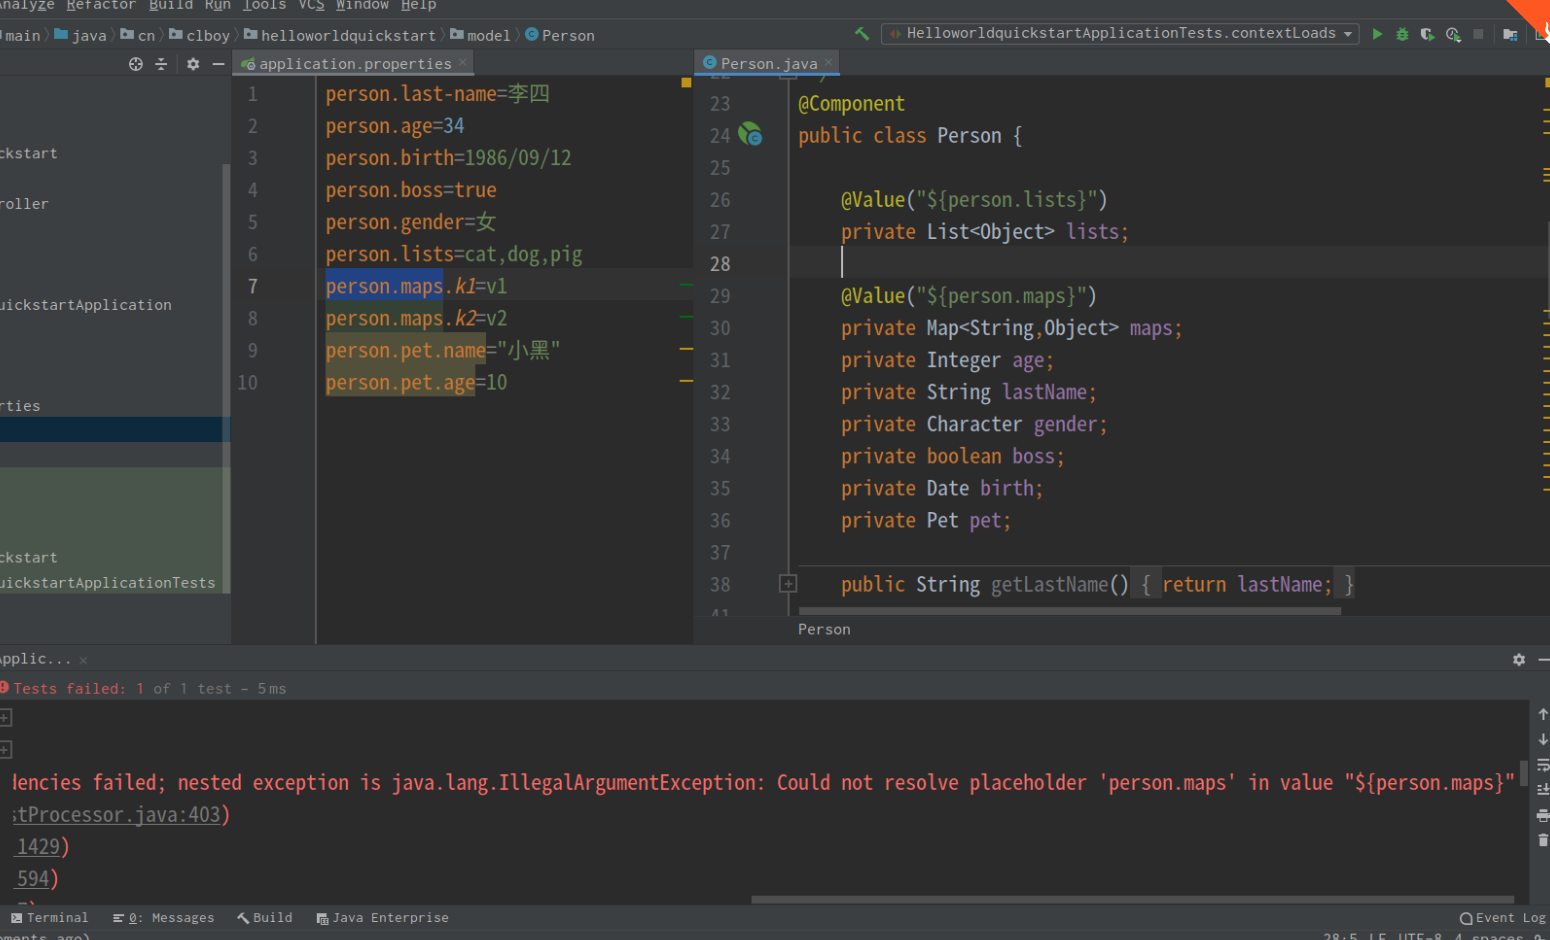 Analyze Refactor Build Run Tools VCS Window Help
main java cn clboy helloworldquickstart model Person
HelloworldquickstartApplicationTests.contextLoads
application.properties
Person.java
ckstart
roller
uickstartApplication
rties
ckstart
uickstartApplicationTests
1 person.last-name=李四
2 person.age=34
3 person.birth=1986/09/12
4 person.boss=true
5 person.gender=女
6 person.lists=cat,dog,pig
7 person.maps.k1=v1
8 person.maps.k2=v2
9 person.pet.name="小黑"
10 person.pet.age=10
22
23 @Component
24 public class Person {
25
26 @Value("${person.lists}")
27 private List<Object> lists;
28
29 @Value("${person.maps}")
30 private Map<String,Object> maps;
31 private Integer age;
32 private String lastName;
33 private Character gender;
34 private boolean boss;
35 private Date birth;
36 private Pet pet;
37
38 public String getLastName() { return lastName; }
41
Person
Applic...
Tests failed: 1 of 1 test – 5 ms
dencies failed; nested exception is java.lang.IllegalArgumentException: Could not resolve placeholder 'person.maps' in value "${person.maps}"
stProcessor.java:403)
1429)
594)
Terminal 0: Messages Build Java Enterprise Event Log
ments ago) 28:5 LF UTF-8 4 spaces